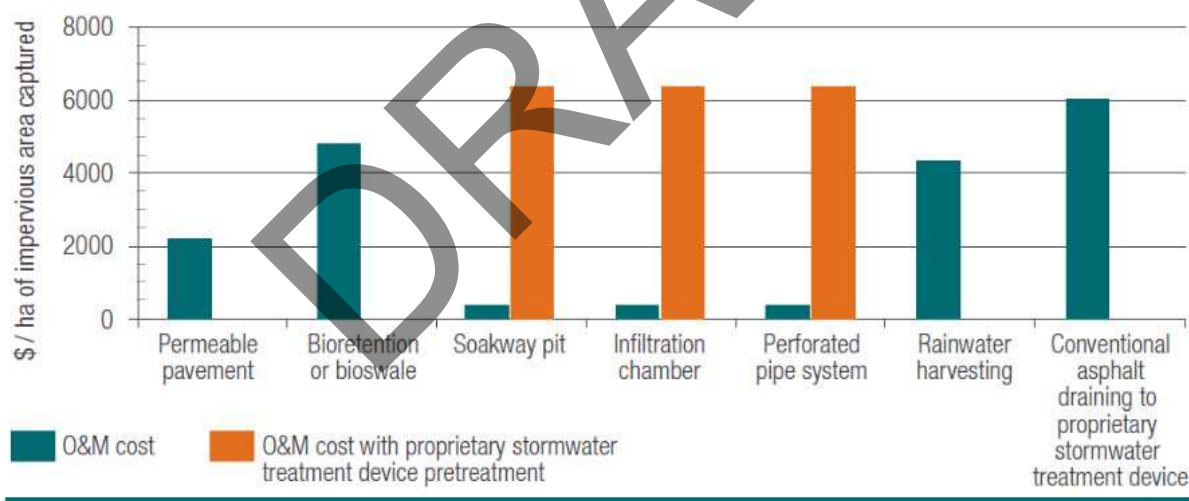 $ / ha of impervious area captured
8000
6000
4000
2000
0
Permeable
pavement
Bioretention
or bioswale
Soakway pit
Infiltration
chamber
Perforated
pipe system
Rainwater
harvesting
Conventional
asphalt
draining to
proprietary
stormwater
treatment device
O&M cost
O&M cost with proprietary stormwater
treatment device pretreatment
DRA